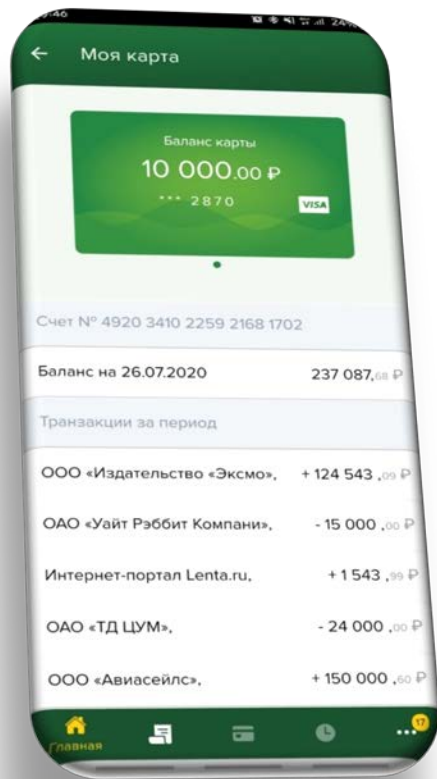 9:46 24%
Моя карта
Баланс карты
10 000.00 ₽
*** 2870 VISA
Счет № 4920 3410 2259 2168 1702
Баланс на 26.07.2020 237 087,68 ₽
Транзакции за период
ООО «Издательство «Эксмо», + 124 543 ,09 ₽
ОАО «Уайт Рэббит Компани», - 15 000 ,00 ₽
Интернет-портал Lenta.ru, + 1 543 ,99 ₽
ОАО «ТД ЦУМ», - 24 000 ,00 ₽
ООО «Авиасейлс», + 150 000 ,60 ₽
17
Главная